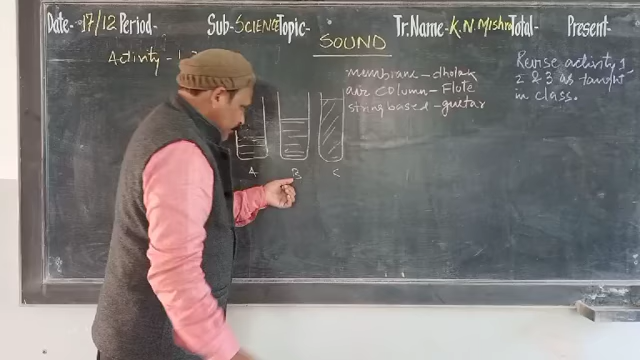 Date- 17/12 Period- Sub- SCIENCE Topic- Tr. Name- K. N. Mishra Total- Present-
SOUND
Activity - 1
membrane - dholak
air column - Flote
string based - guitar
Revise activity 1
2 & 3 as taught
in class.
A B C